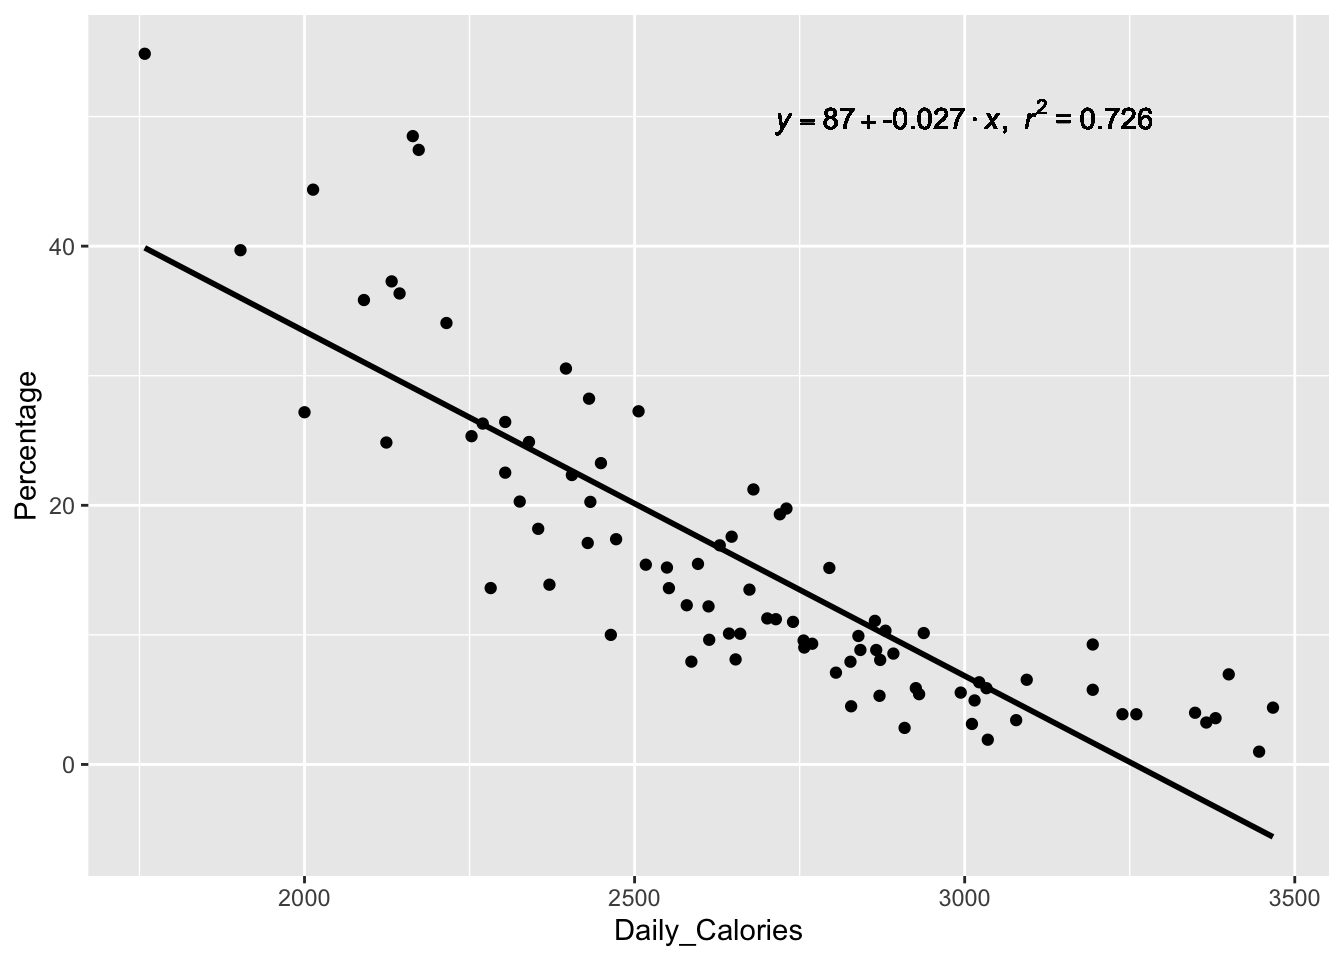 y = 87 + -0.027 · x, r² = 0.726
40
20
0
Percentage
2000 2500 3000 3500
Daily_Calories